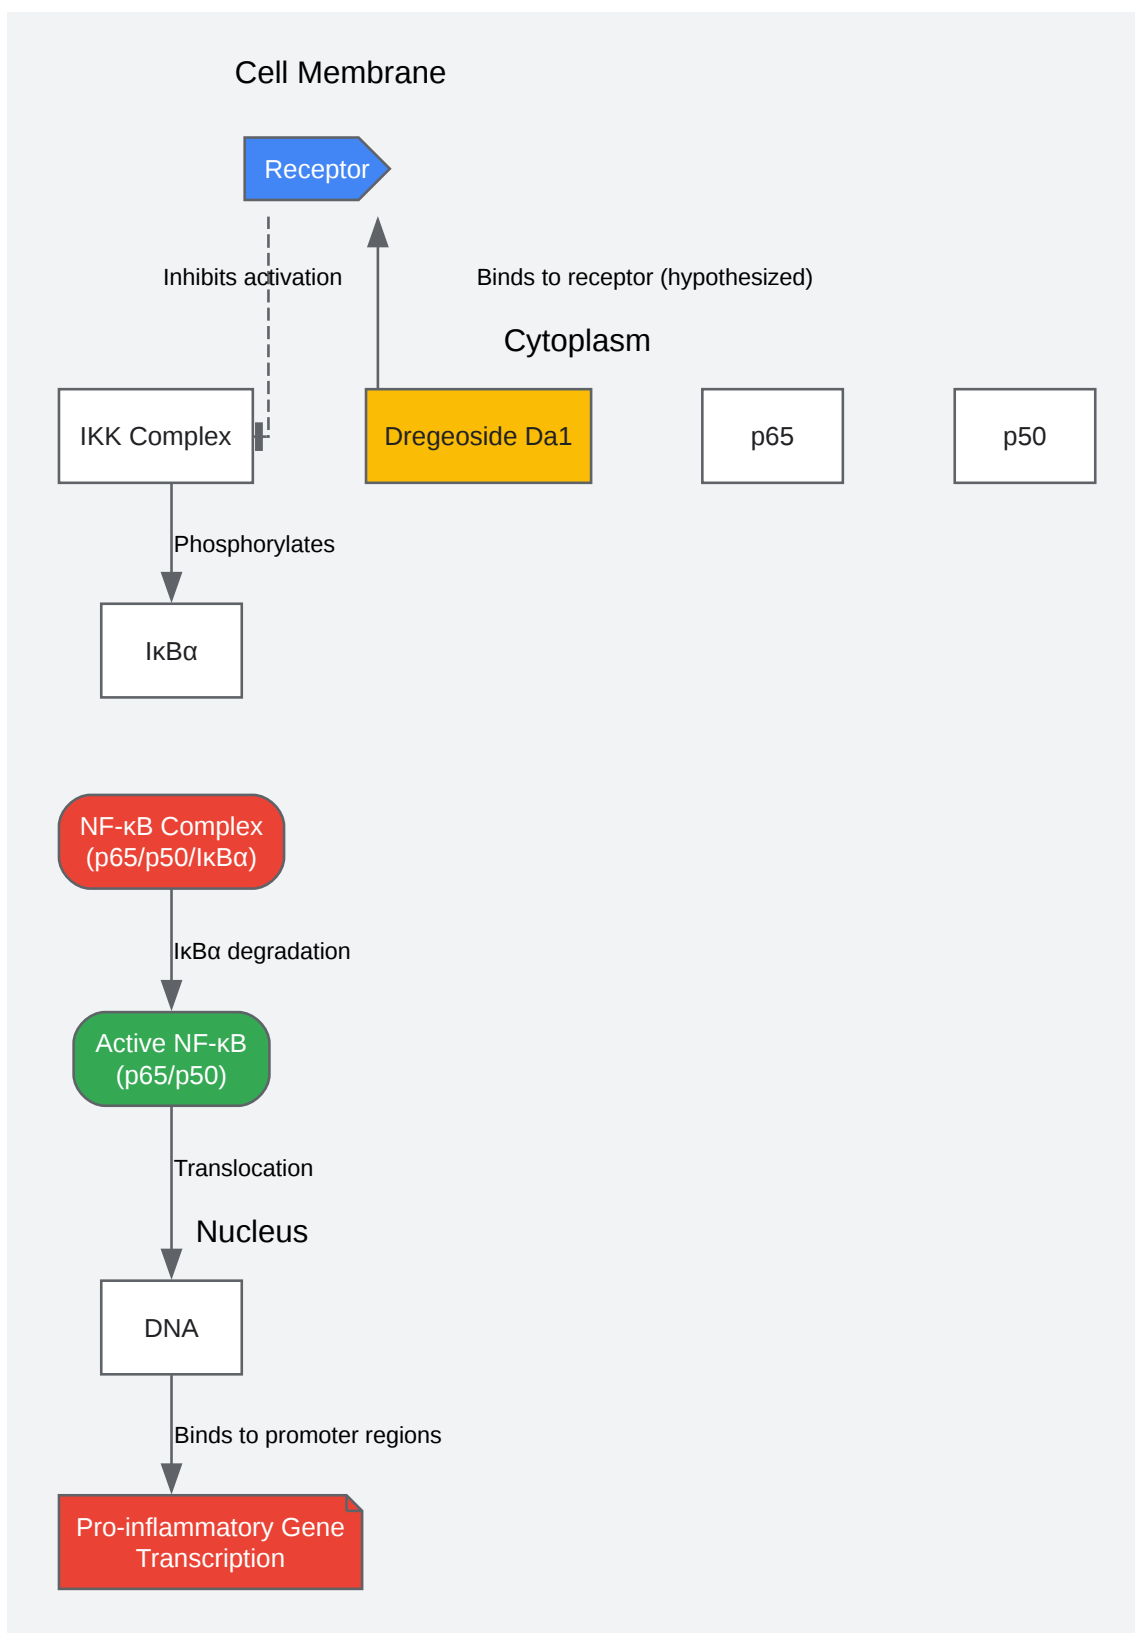 Cell Membrane
Receptor
Inhibits activation
Binds to receptor (hypothesized)
Cytoplasm
IKK Complex
Dregeoside Da1
p65
p50
Phosphorylates
IκBα
NF-κB Complex
(p65/p50/IκBα)
IκBα degradation
Active NF-κB
(p65/p50)
Translocation
Nucleus
DNA
Binds to promoter regions
Pro-inflammatory Gene
Transcription